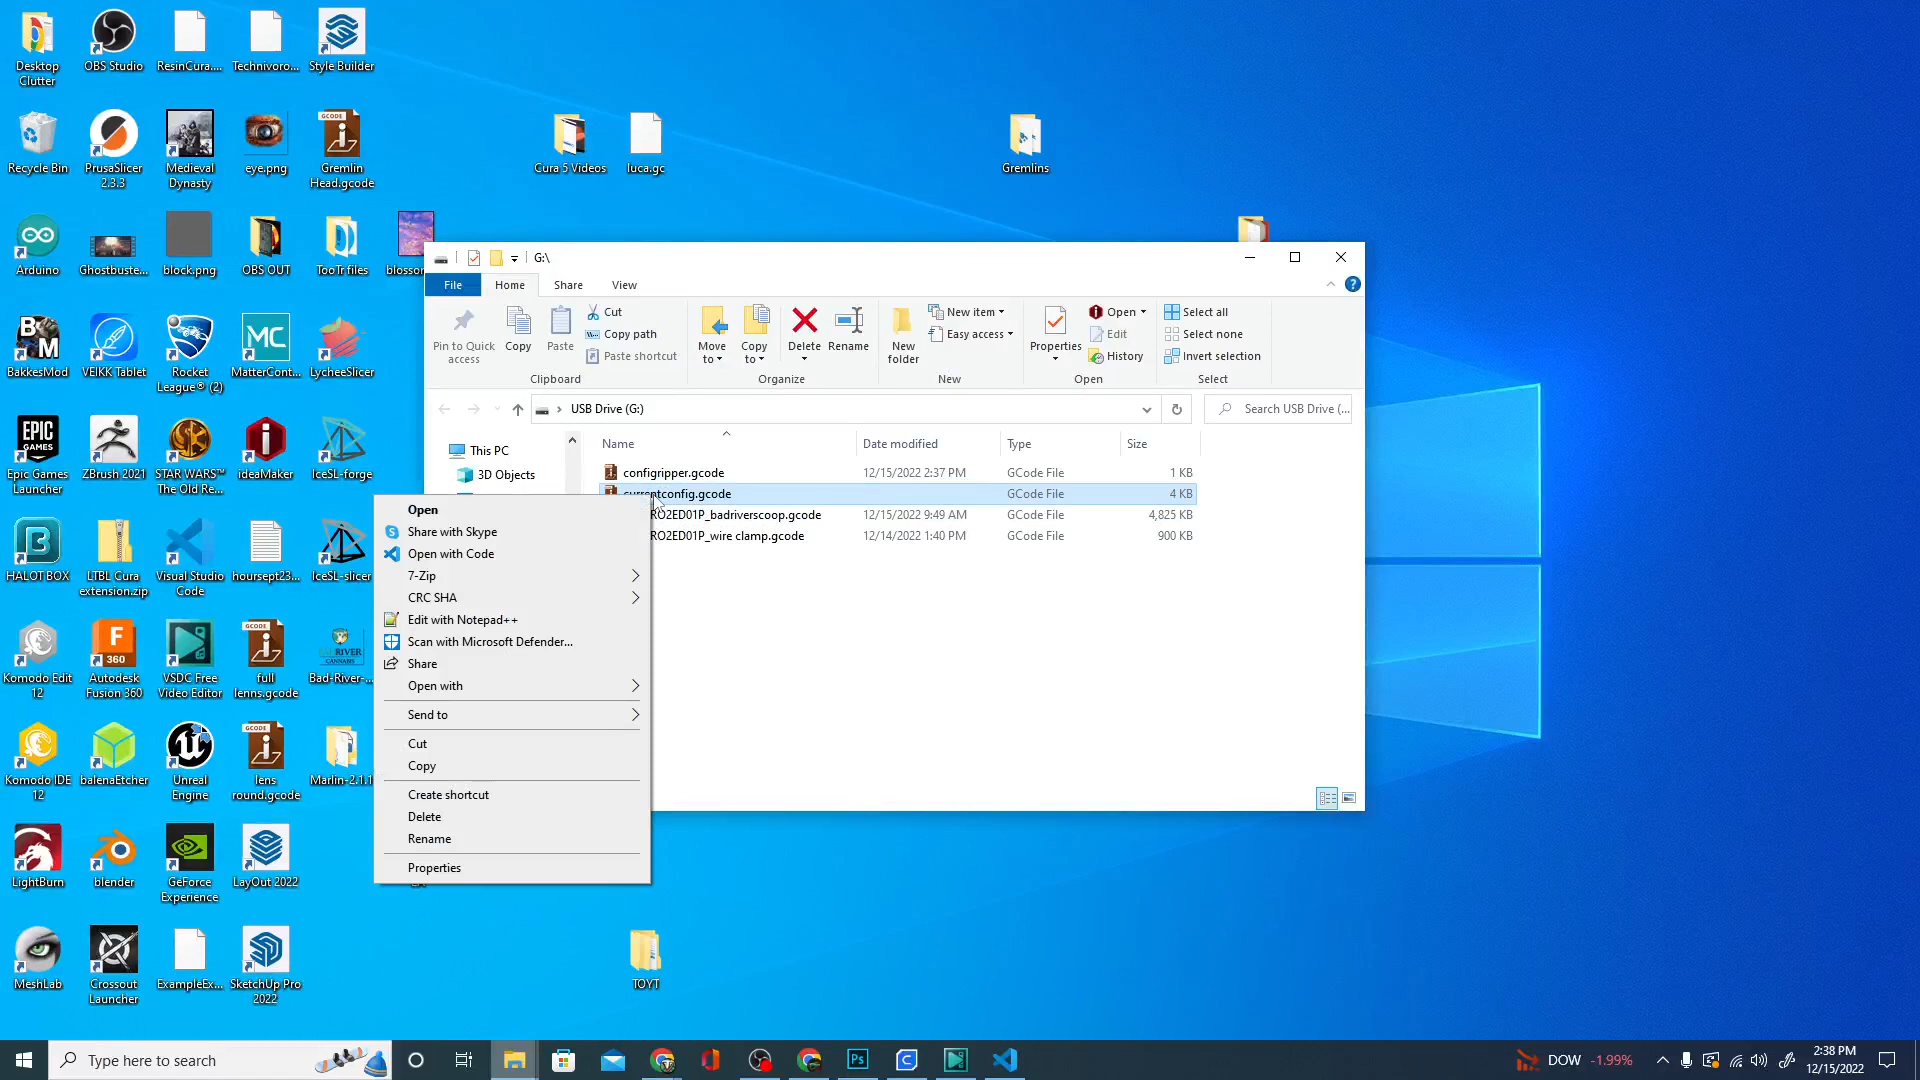 Desktop
Clutter
OBS Studio
ResinCura....
Technivoro...
Style Builder
Recycle Bin
PrusaSlicer
2.3.3
Medieval
Dynasty
eye.png
GCODE
Gremlin
Head.gcode
Cura 5 Videos
luca.gc
Gremlins
Arduino
Ghostbuste...
block.png
OBS OUT
TooTr files
G:\
File
Home
Share
View
Pin to Quick
access
Copy
Paste
Cut
Copy path
Paste shortcut
Clipboard
Move
to
Copy
to
Delete
Rename
Organize
New
folder
New item
Easy access
New
Properties
Open
Edit
History
Open
Select all
Select none
Invert selection
Select
USB Drive (G:)
Search USB Drive (...
BakkesMod
VEIKK Tablet
Rocket
League® (2)
MC
MatterCont...
LycheeSlicer
This PC
3D Objects
Name
Date modified
Type
Size
configripper.gcode
12/15/2022 2:37 PM
GCode File
1 KB
currentconfig.gcode
GCode File
4 KB
RO2ED01P_badriverscoop.gcode
12/15/2022 9:49 AM
GCode File
4,825 KB
RO2ED01P_wire clamp.gcode
12/14/2022 1:40 PM
GCode File
900 KB
EPIC
GAMES
Epic Games
Launcher
ZBrush 2021
STAR WARS™
The Old Re...
ideaMaker
IceSL-forge
Open
Share with Skype
Open with Code
7-Zip
CRC SHA
Edit with Notepad++
Scan with Microsoft Defender...
Share
Open with
Send to
Cut
Copy
Create shortcut
Delete
Rename
Properties
HALOT BOX
LTBL Cura
extension.zip
Visual Studio
Code
hoursept23...
IceSL-slicer
Komodo Edit
12
F
360
Autodesk
Fusion 360
VSDC Free
Video Editor
GCODE
full
lenns.gcode
Bad-River-...
Komodo IDE
12
balenaEtcher
Unreal
Engine
GCODE
lens
round.gcode
Marlin-2.1.1
LightBurn
blender
GeForce
Experience
LayOut 2022
MeshLab
Crossout
Launcher
ExampleEx...
SketchUp Pro
2022
TOYT
Type here to search
Ps
DOW -1.99%
2:38 PM
12/15/2022